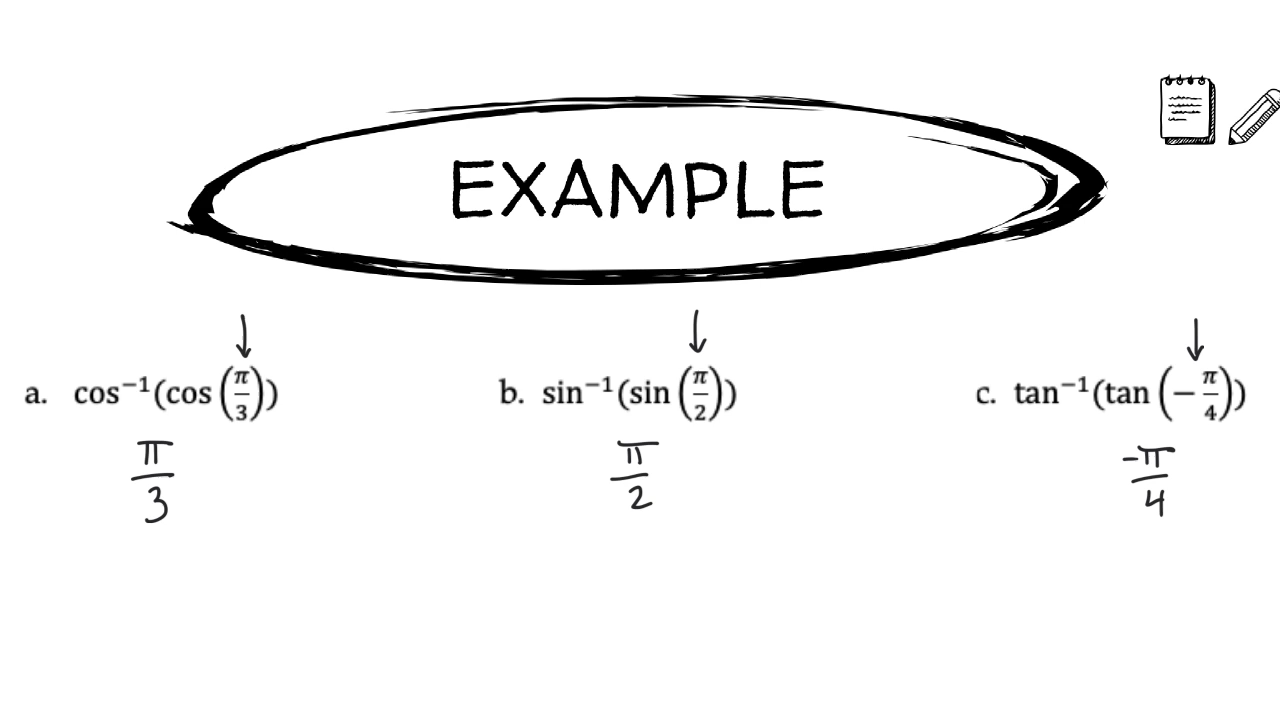 EXAMPLE
a. cos⁻¹(cos (π/3))
b. sin⁻¹(sin (π/2))
c. tan⁻¹(tan (−π/4))
π/3
π/2
-π/4